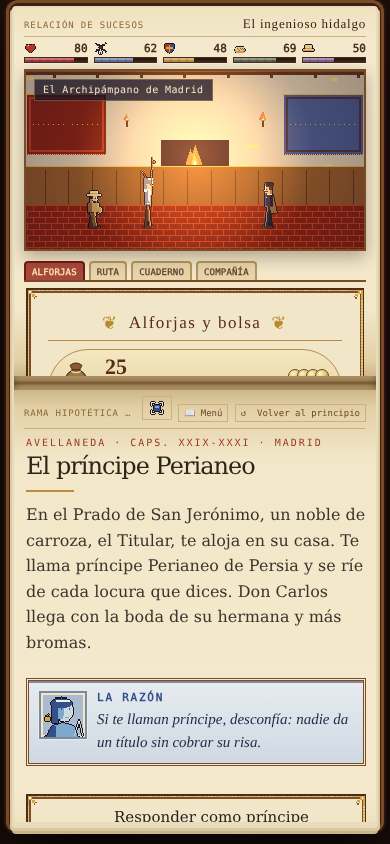 RELACIÓN DE SUCESOS
El ingenioso hidalgo
80 62 48 69 50
El Archipámpano de Madrid
ALFORJAS RUTA CUADERNO COMPAÑÍA
Alforjas y bolsa
25
RAMA HIPOTÉTICA …
Menú
↺ Volver al principio
AVELLANEDA · CAPS. XXIX-XXXI · MADRID
El príncipe Perianeo
En el Prado de San Jerónimo, un noble de
carroza, el Titular, te aloja en su casa. Te
llama príncipe Perianeo de Persia y se ríe
de cada locura que dices. Don Carlos
llega con la boda de su hermana y más
bromas.
LA RAZÓN
Si te llaman príncipe, desconfía: nadie da
un título sin cobrar su risa.
Responder como príncipe